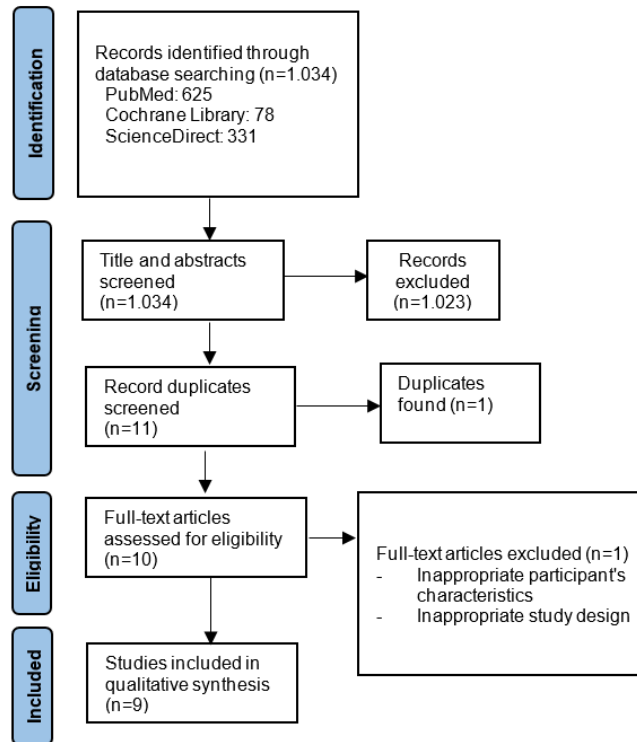 Identification
Records identified through
database searching (n=1.034)
PubMed: 625
Cochrane Library: 78
ScienceDirect: 331
Screening
Title and abstracts
screened
(n=1.034)
Records
excluded
(n=1.023)
Record duplicates
screened
(n=11)
Duplicates
found (n=1)
Eligibility
Full-text articles
assessed for eligibility
(n=10)
Full-text articles excluded (n=1)
- Inappropriate participant's
characteristics
- Inappropriate study design
Included
Studies included in
qualitative synthesis
(n=9)